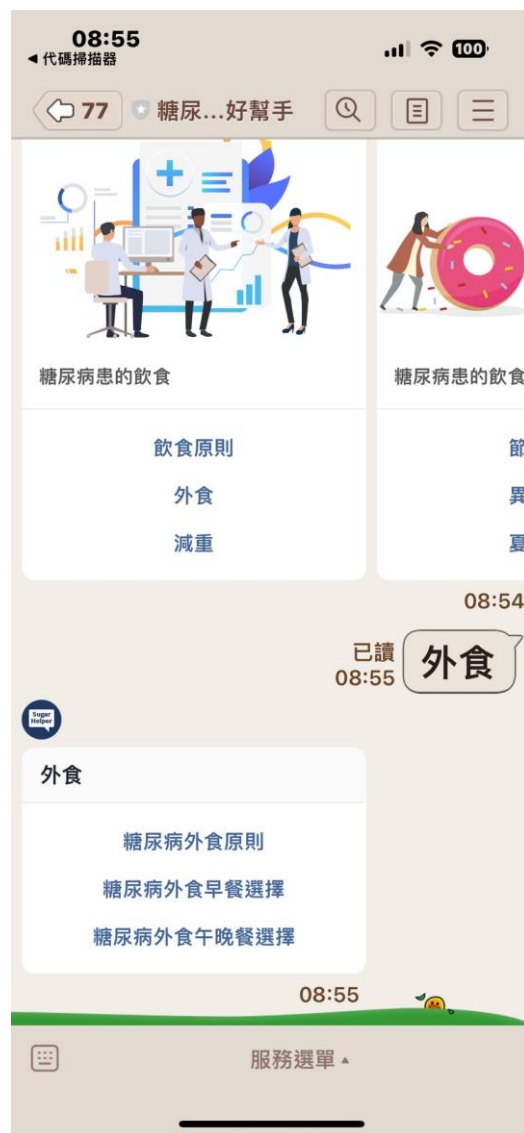 08:55
◀ 代碼掃描器
100
77
糖尿...好幫手
糖尿病患的飲食
飲食原則
外食
減重
糖尿病患的飲食
節
異
夏
08:54
已讀
08:55
外食
Sugar
Helper
外食
糖尿病外食原則
糖尿病外食早餐選擇
糖尿病外食午晚餐選擇
08:55
服務選單 ▴